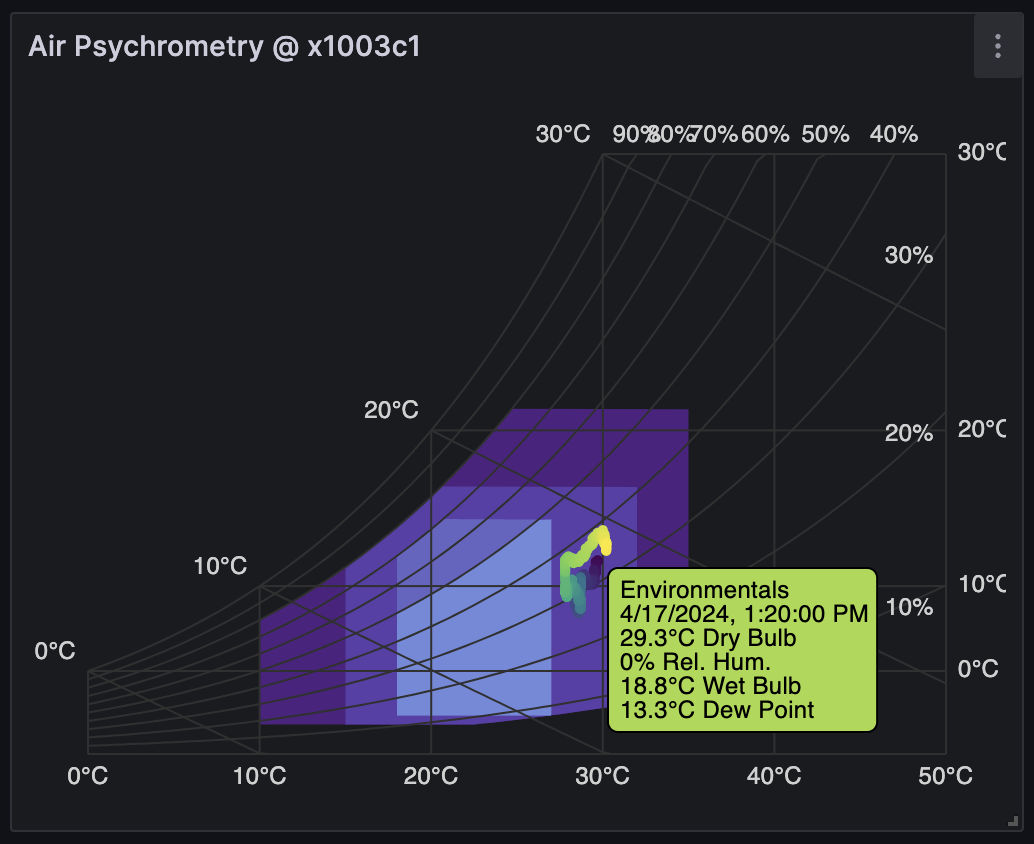 Air Psychrometry @ x1003c1
30°C 90% 80% 70% 60% 50% 40%
30°C
30%
20°C
20% 20°C
10°C
10°C
10%
0°C
0°C
Environmentals
4/17/2024, 1:20:00 PM
29.3°C Dry Bulb
0% Rel. Hum.
18.8°C Wet Bulb
13.3°C Dew Point
0°C 10°C 20°C 30°C 40°C 50°C